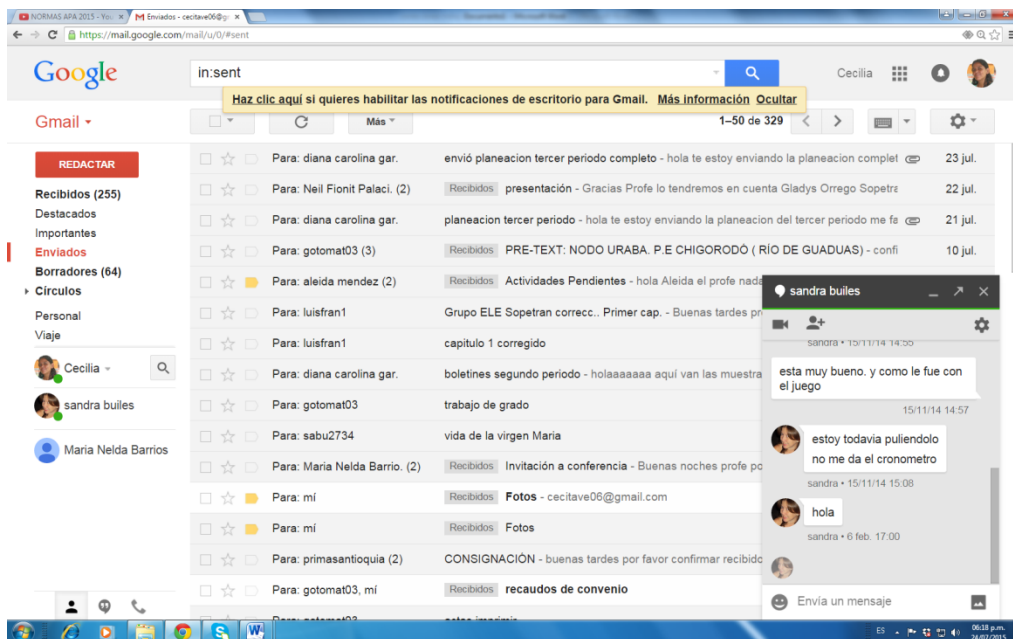 NORMAS APA 2015 - You
Enviados - cecitave06@g
https://mail.google.com/mail/u/0/#sent
Google
in:sent
Cecilia
Haz clic aquí si quieres habilitar las notificaciones de escritorio para Gmail. Más información Ocultar
Gmail
Más
1–50 de 329
REDACTAR
Recibidos (255)
Destacados
Importantes
Enviados
Borradores (64)
Círculos
Personal
Viaje
Cecilia
sandra builes
Maria Nelda Barrios
Para: diana carolina gar. envió planeacion tercer periodo completo - hola te estoy enviando la planeacion complet 23 jul.
Para: Neil Fionit Palaci. (2) Recibidos presentación - Gracias Profe lo tendremos en cuenta Gladys Orrego Sopetra 22 jul.
Para: diana carolina gar. planeacion tercer periodo - hola te estoy enviando la planeacion del tercer periodo me fa 21 jul.
Para: gotomat03 (3) Recibidos PRE-TEXT: NODO URABA. P.E CHIGORODÓ ( RÍO DE GUADUAS) - confi 10 jul.
Para: aleida mendez (2) Recibidos Actividades Pendientes - hola Aleida el profe nada
Para: luisfran1 Grupo ELE Sopetran correcc.. Primer cap. - Buenas tardes pr
Para: luisfran1 capitulo 1 corregido
Para: diana carolina gar. boletines segundo periodo - holaaaaaaa aquí van las muestra
Para: gotomat03 trabajo de grado
Para: sabu2734 vida de la virgen Maria
Para: Maria Nelda Barrio. (2) Recibidos Invitación a conferencia - Buenas noches profe po
Para: mí Recibidos Fotos - cecitave06@gmail.com
Para: mí Recibidos Fotos
Para: primasantioquia (2) CONSIGNACIÓN - buenas tardes por favor confirmar recibido
Para: gotomat03, mí Recibidos recaudos de convenio
sandra builes
sandra • 15/11/14 14:55
esta muy bueno. y como le fue con
el juego
15/11/14 14:57
estoy todavia puliendolo
no me da el cronometro
sandra • 15/11/14 15:08
hola
sandra • 6 feb. 17:00
Envía un mensaje
ES
06:18 p.m.
24/07/2015